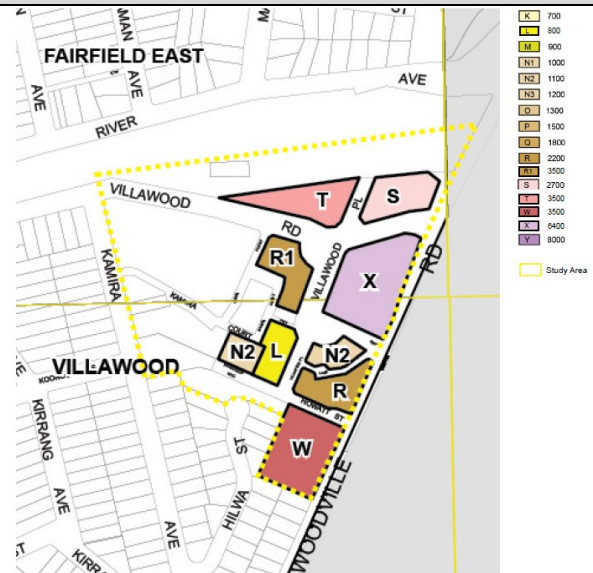 FAIRFIELD EAST
AVE
AVE
AVE
RIVER
VILLAWOOD
RD
PL
T
S
R1
VILLAWOOD
X
RD
KAMIRA
KAMIRA
COURT
N2
L
N2
R
VILLAWOOD
HOWATT ST
W
KIRRANG
AVE
AVE
ST
HILWA
WOODVILLE
ST
K 700
L 800
M 900
N1 1000
N2 1100
N3 1200
O 1300
P 1500
Q 1800
R 2200
R1 3500
S 2700
T 3500
W 3500
X 6400
Y 8000
Study Area